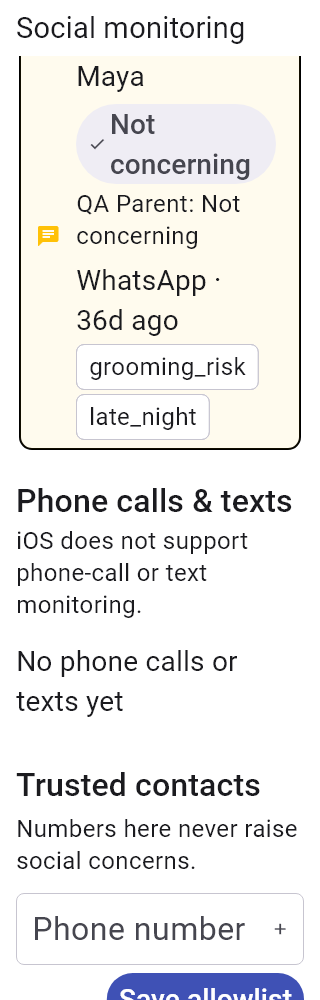 Social monitoring
Maya
Not
concerning
QA Parent: Not
concerning
WhatsApp ·
36d ago
grooming_risk
late_night
Phone calls & texts
iOS does not support
phone-call or text
monitoring.
No phone calls or
texts yet
Trusted contacts
Numbers here never raise
social concerns.
Phone number +
Save allowlist